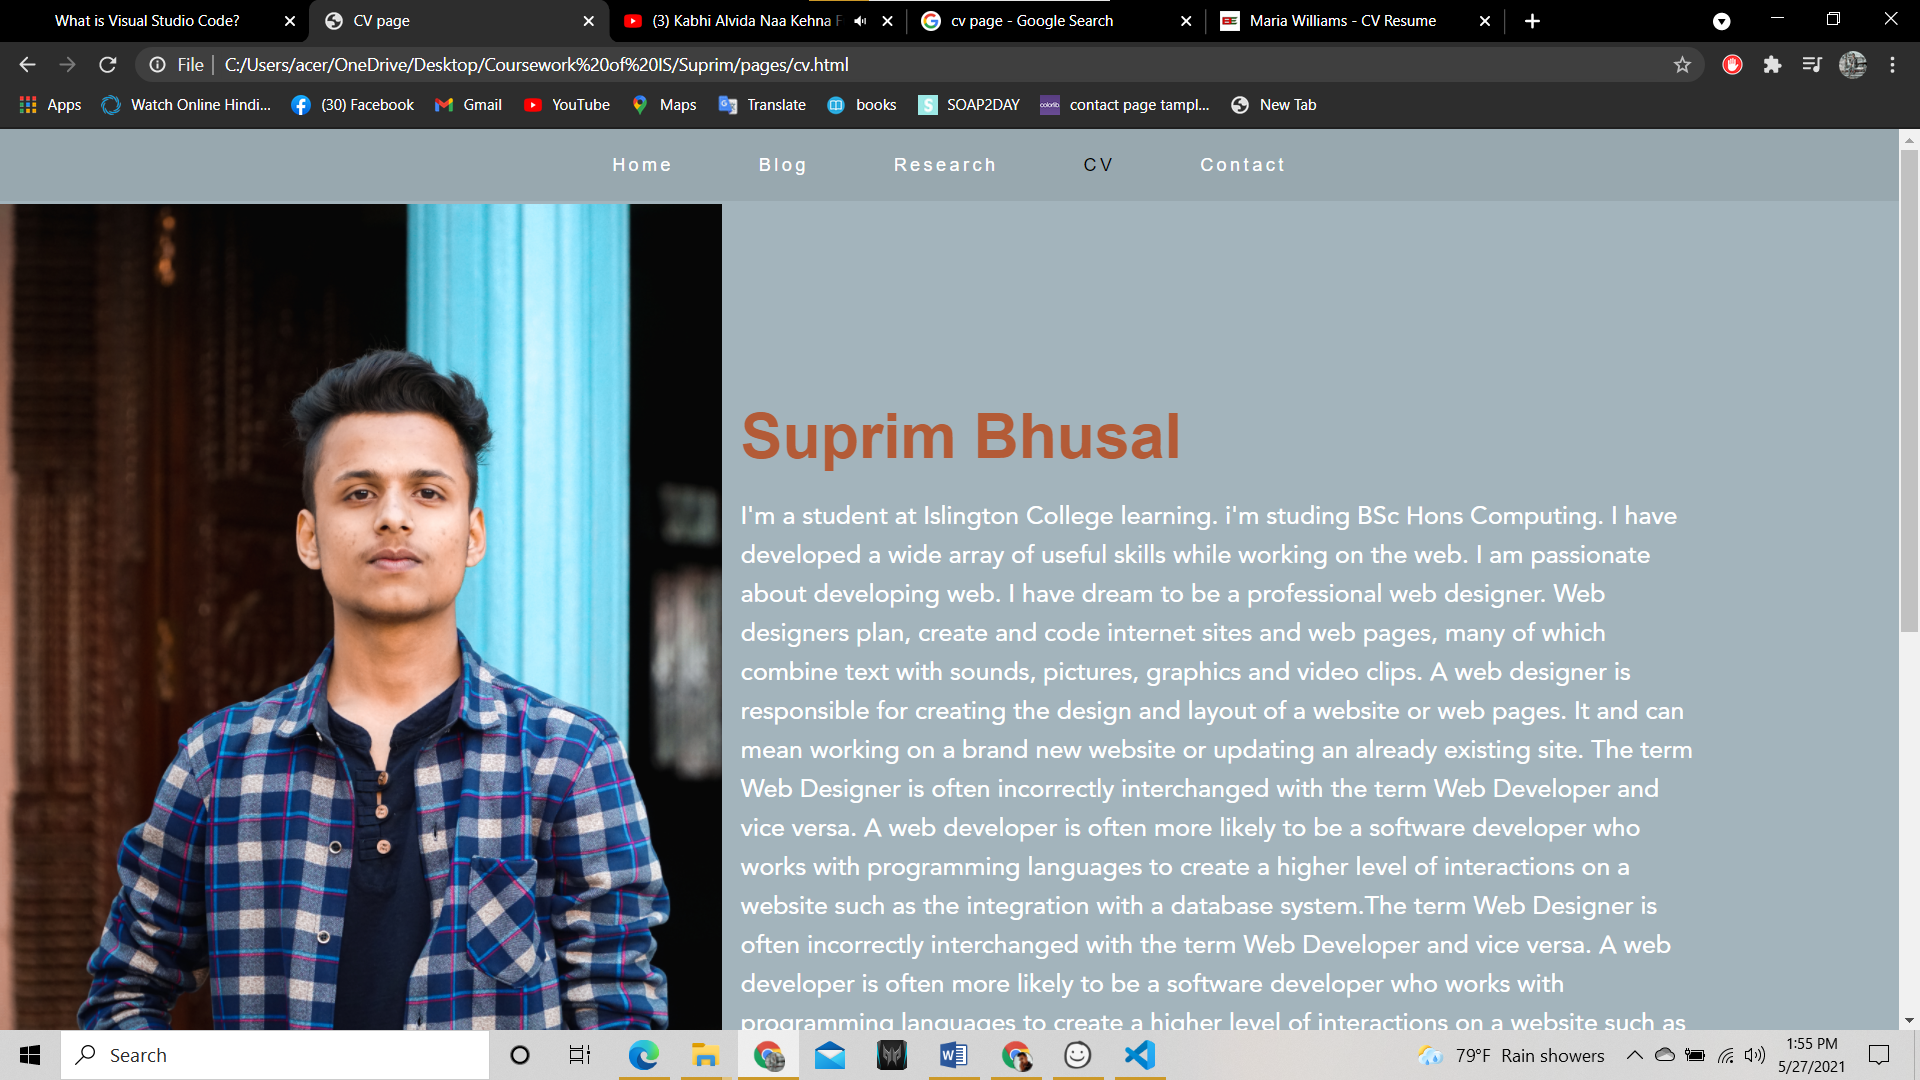 What is Visual Studio Code?
CV page
(3) Kabhi Alvida Naa Kehna F
cv page - Google Search
Maria Williams - CV Resume
File
C:/Users/acer/OneDrive/Desktop/Coursework%20of%20IS/Suprim/pages/cv.html
Apps
Watch Online Hindi...
(30) Facebook
Gmail
YouTube
Maps
Translate
books
S SOAP2DAY
colorlib contact page tampl...
New Tab
Home
Blog
Research
CV
Contact
Suprim Bhusal
I'm a student at Islington College learning. i'm studing BSc Hons Computing. I have
developed a wide array of useful skills while working on the web. I am passionate
about developing web. I have dream to be a professional web designer. Web
designers plan, create and code internet sites and web pages, many of which
combine text with sounds, pictures, graphics and video clips. A web designer is
responsible for creating the design and layout of a website or web pages. It and can
mean working on a brand new website or updating an already existing site. The term
Web Designer is often incorrectly interchanged with the term Web Developer and
vice versa. A web developer is often more likely to be a software developer who
works with programming languages to create a higher level of interactions on a
website such as the integration with a database system.The term Web Designer is
often incorrectly interchanged with the term Web Developer and vice versa. A web
developer is often more likely to be a software developer who works with
programming languages to create a higher level of interactions on a website such as
Search
79°F Rain showers
1:55 PM
5/27/2021